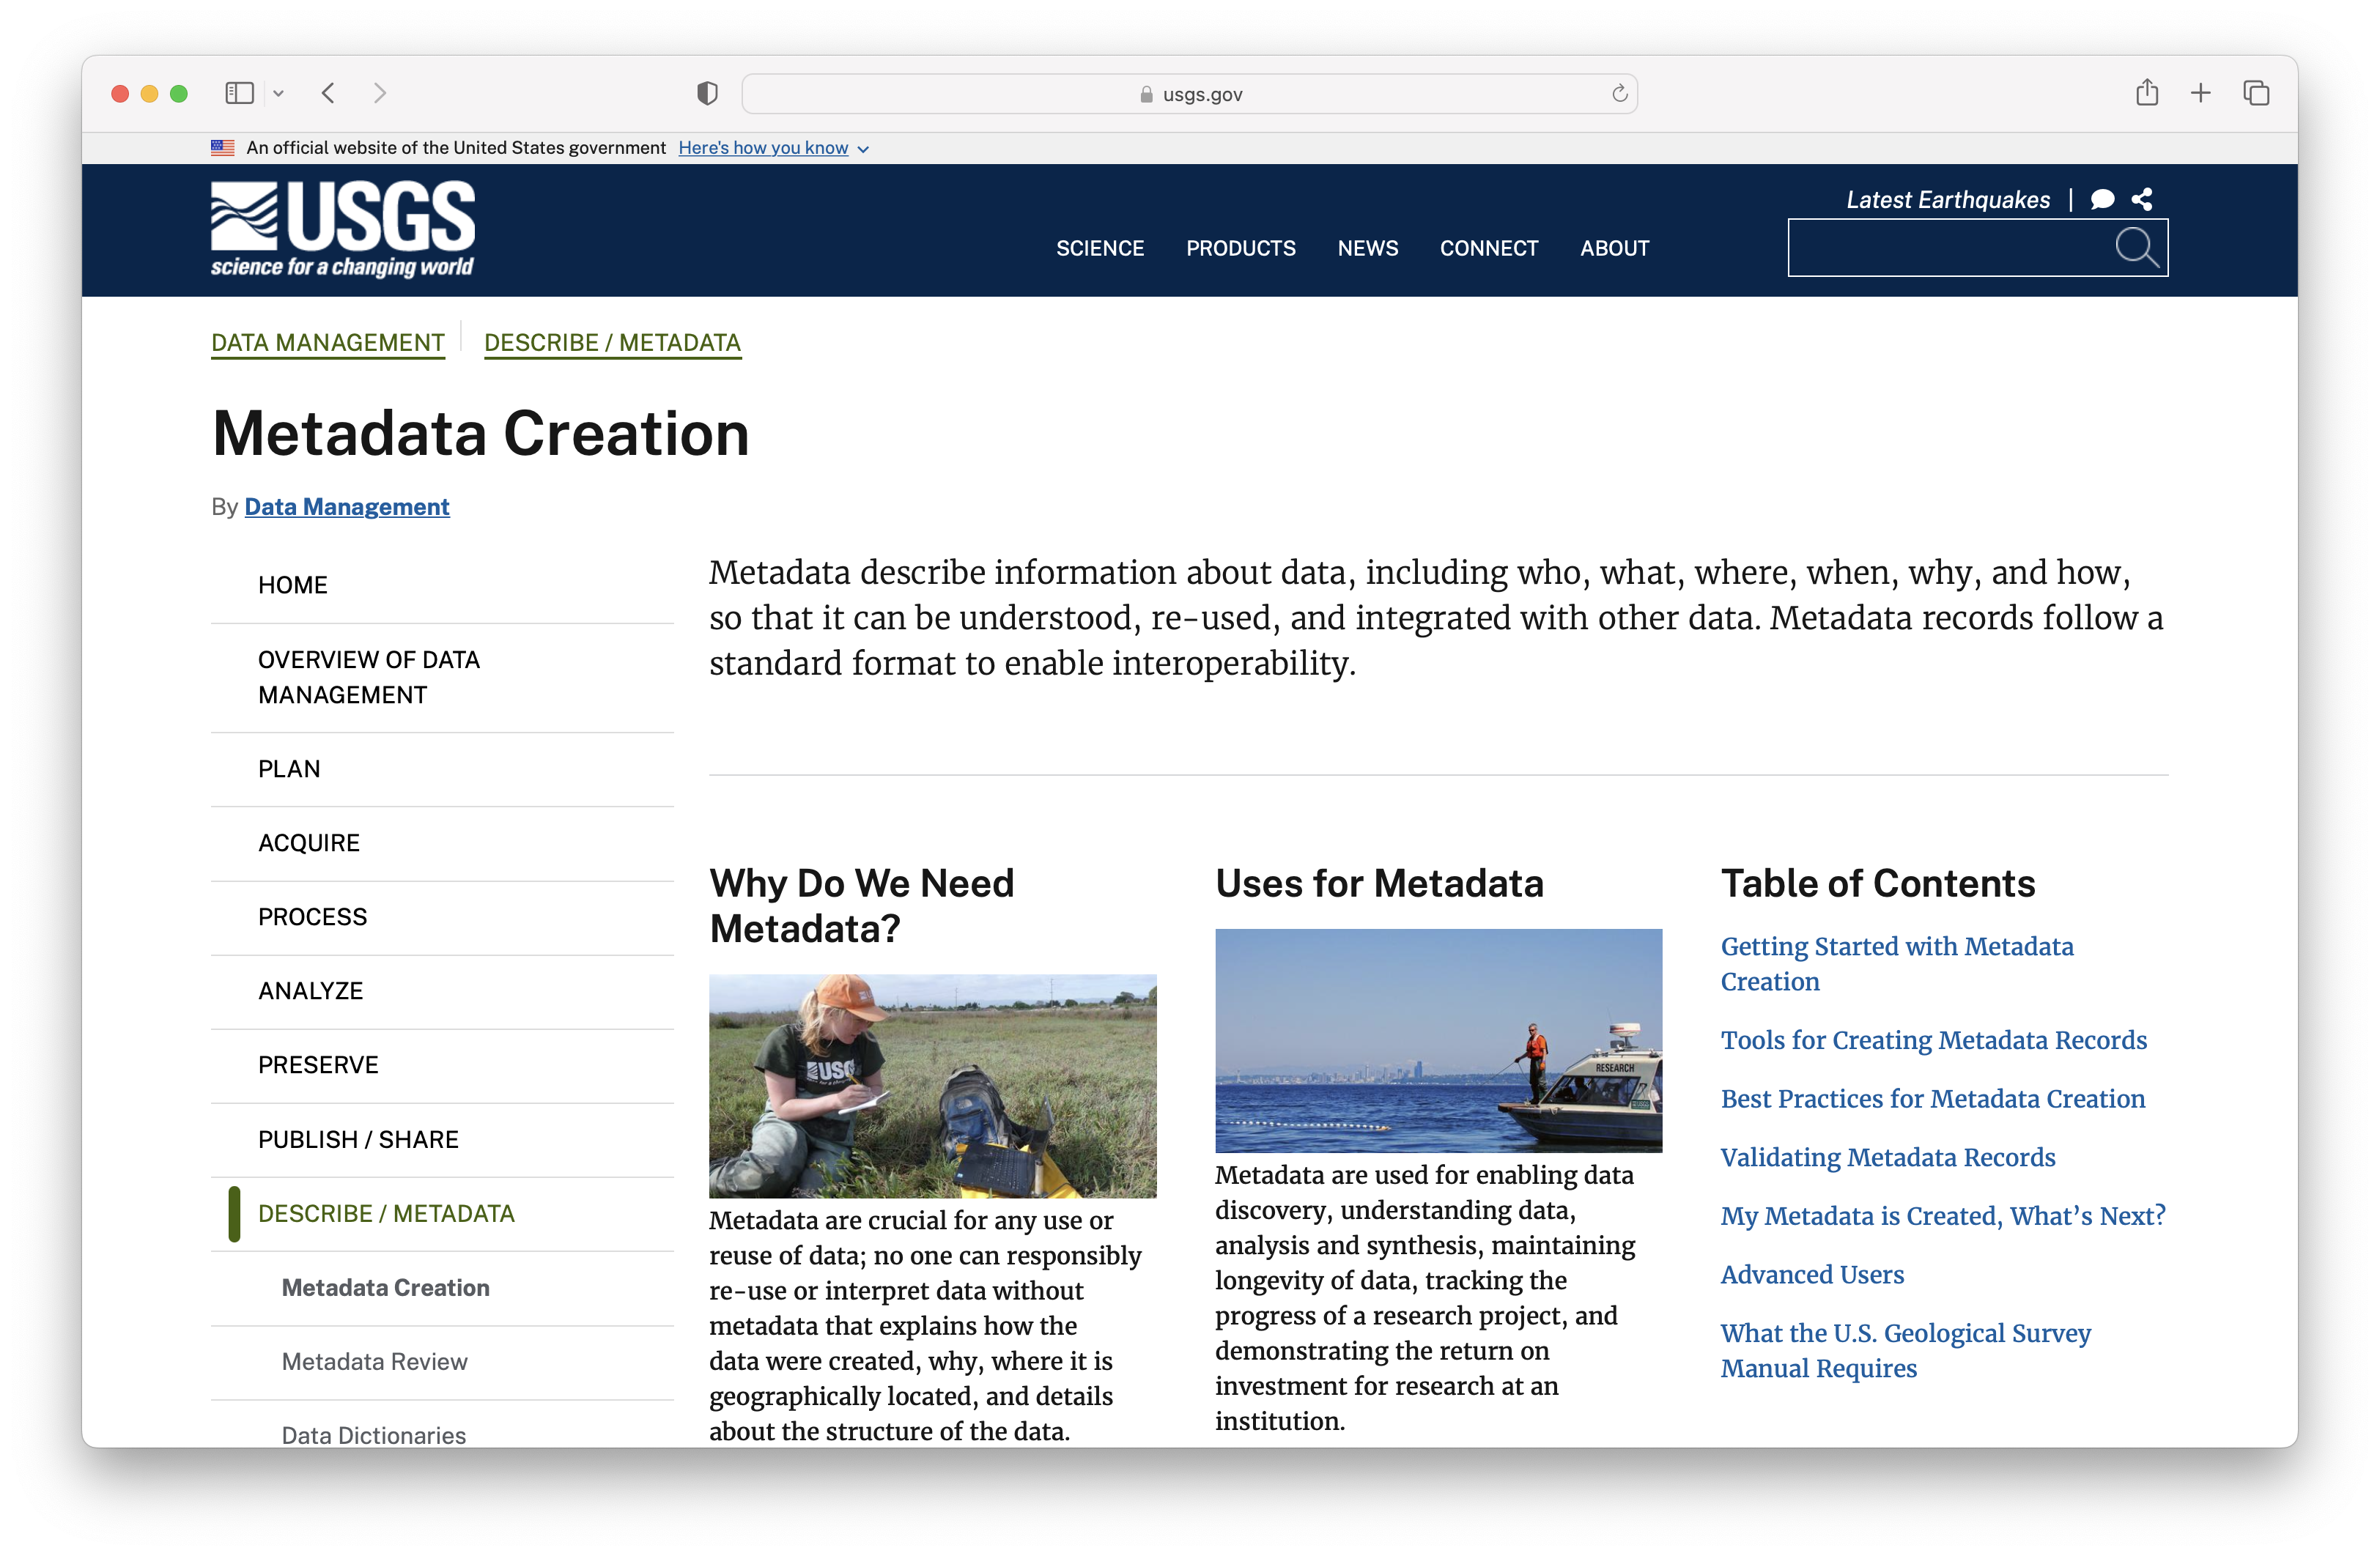 usgs.gov
An official website of the United States government Here's how you know
USGS
science for a changing world
SCIENCE PRODUCTS NEWS CONNECT ABOUT
Latest Earthquakes |
DATA MANAGEMENT
DESCRIBE / METADATA
Metadata Creation
By Data Management
HOME
OVERVIEW OF DATA
MANAGEMENT
PLAN
ACQUIRE
PROCESS
ANALYZE
PRESERVE
PUBLISH / SHARE
DESCRIBE / METADATA
Metadata Creation
Metadata Review
Data Dictionaries
Metadata describe information about data, including who, what, where, when, why, and how,
so that it can be understood, re-used, and integrated with other data. Metadata records follow a
standard format to enable interoperability.
Why Do We Need
Metadata?
USGS
Metadata are crucial for any use or
reuse of data; no one can responsibly
re-use or interpret data without
metadata that explains how the
data were created, why, where it is
geographically located, and details
about the structure of the data.
Uses for Metadata
RESEARCH
Metadata are used for enabling data
discovery, understanding data,
analysis and synthesis, maintaining
longevity of data, tracking the
progress of a research project, and
demonstrating the return on
investment for research at an
institution.
Table of Contents
Getting Started with Metadata
Creation
Tools for Creating Metadata Records
Best Practices for Metadata Creation
Validating Metadata Records
My Metadata is Created, What’s Next?
Advanced Users
What the U.S. Geological Survey
Manual Requires